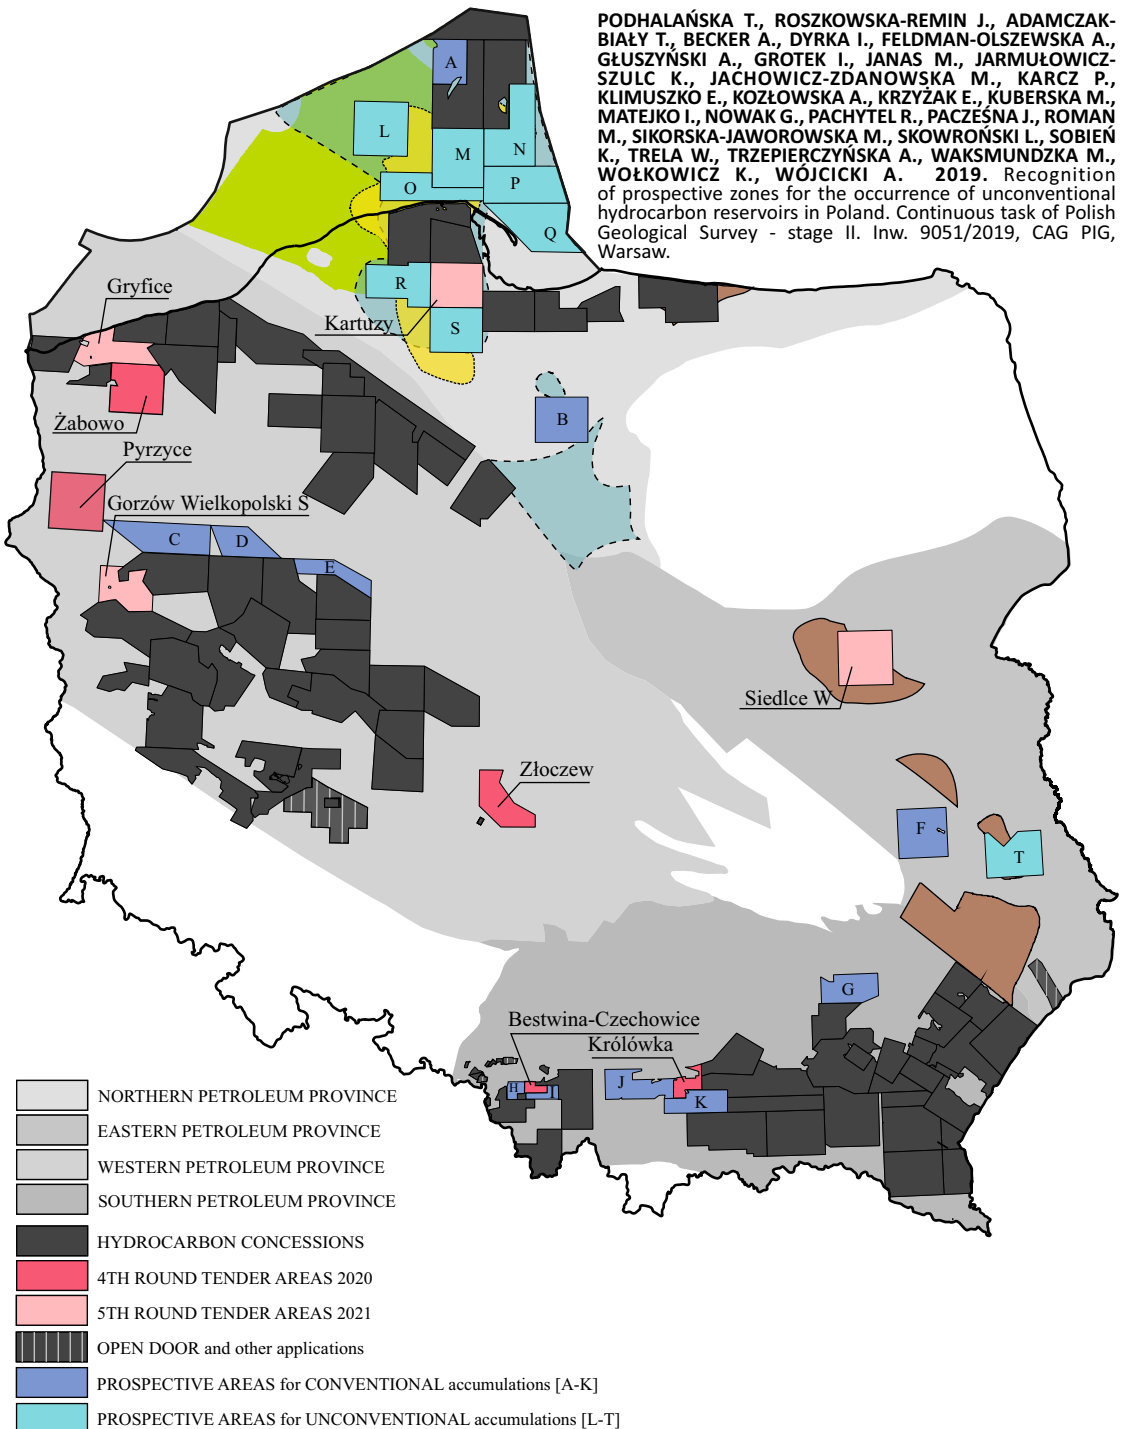 PODHALAŃSKA T., ROSZKOWSKA-REMIN J., ADAMCZAK-
BIAŁY T., BECKER A., DYRKA I., FELDMAN-OLSZEWSKA A.,
GŁUSZYŃSKI A., GROTEK I., JANAS M., JARMUŁOWICZ-
SZULC K., JACHOWICZ-ZDANOWSKA M., KARCZ P.,
KLIMUSZKO E., KOZŁOWSKA A., KRZYŻAK E., KUBERSKA M.,
MATEJKO I., NOWAK G., PACHYTEL R., PACZEŚNA J., ROMAN
M., SIKORSKA-JAWOROWSKA M., SKOWROŃSKI L., SOBIEŃ
K., TRELA W., TRZEPIERCZYŃSKA A., WAKSMUNDZKA M.,
WOŁKOWICZ K., WÓJCICKI A. 2019. Recognition
of prospective zones for the occurrence of unconventional
hydrocarbon reservoirs in Poland. Continuous task of Polish
Geological Survey - stage II. Inw. 9051/2019, CAG PIG,
Warsaw.
A
L
M
N
O
P
Q
Gryfice
R
Kartuzy
S
Żabowo
B
Pyrzyce
Gorzów Wielkopolski S
C
D
E
Siedlce W
Złoczew
F
T
G
Bestwina-Czechowice
Królówka
H
I
J
K
NORTHERN PETROLEUM PROVINCE
EASTERN PETROLEUM PROVINCE
WESTERN PETROLEUM PROVINCE
SOUTHERN PETROLEUM PROVINCE
HYDROCARBON CONCESSIONS
4TH ROUND TENDER AREAS 2020
5TH ROUND TENDER AREAS 2021
OPEN DOOR and other applications
PROSPECTIVE AREAS for CONVENTIONAL accumulations [A-K]
PROSPECTIVE AREAS for UNCONVENTIONAL accumulations [L-T]